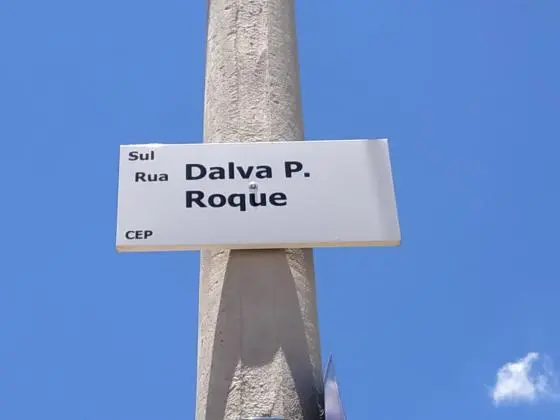 Sul
Rua Dalva P.
Roque
CEP